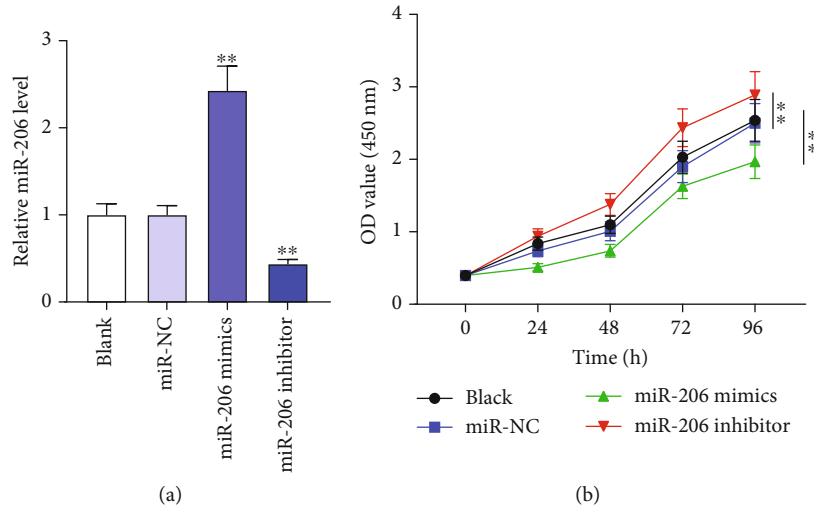 Relative miR-206 level
3
2
1
0
**
**
Blank
miR-NC
miR-206 mimics
miR-206 inhibitor
(a)
OD value (450 nm)
4
3
2
1
0
**
**
0 24 48 72 96
Time (h)
Black
miR-NC
miR-206 mimics
miR-206 inhibitor
(b)